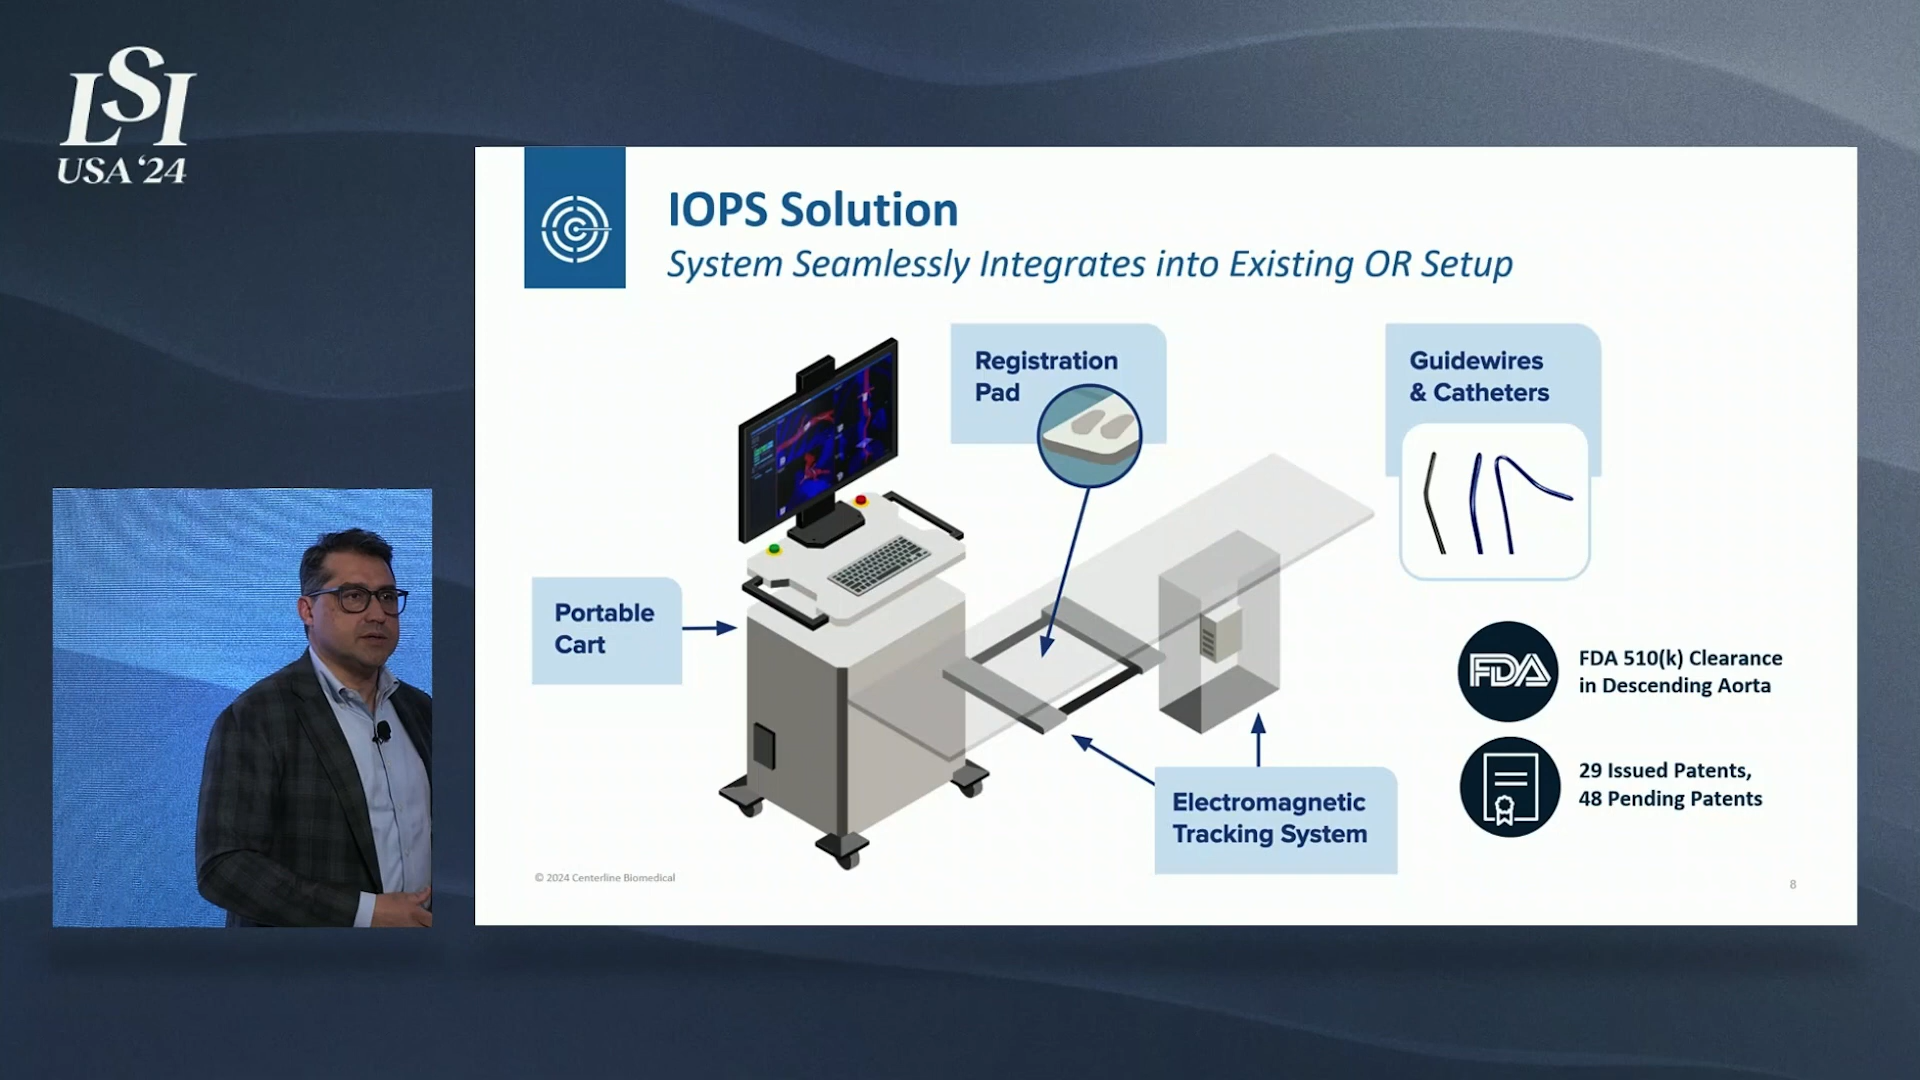 LSI
USA ‘24
IOPS Solution
System Seamlessly Integrates into Existing OR Setup
Registration
Pad
Guidewires
& Catheters
Portable
Cart
FDA
FDA 510(k) Clearance
in Descending Aorta
29 Issued Patents,
48 Pending Patents
Electromagnetic
Tracking System
© 2024 Centerline Biomedical
8